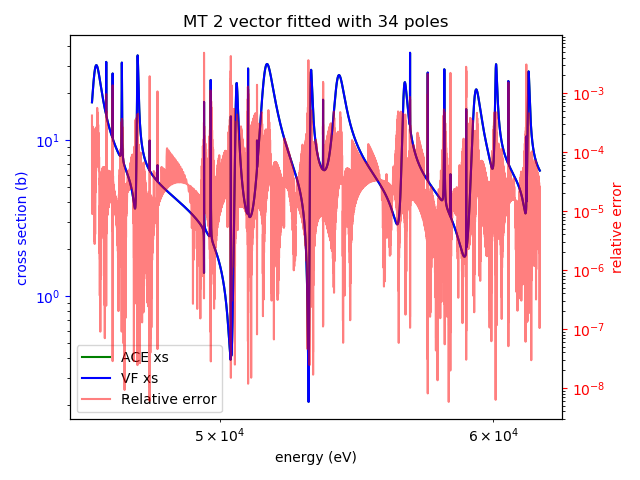 MT 2 vector fitted with 34 poles
cross section (b)
10¹
10⁰
ACE xs
VF xs
Relative error
5 × 10⁴
6 × 10⁴
energy (eV)
10⁻³
10⁻⁴
10⁻⁵
10⁻⁶
10⁻⁷
10⁻⁸
relative error